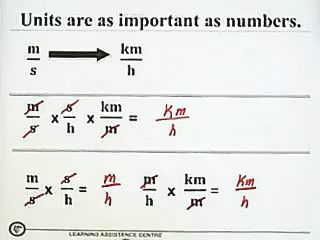 Units are as important as numbers.
m/s → km/h
m/s x s/h x km/m = Km/h
m/s x s/h = m/h m/h x km/m = Km/h
LEARNING ASSISTANCE CENTRE